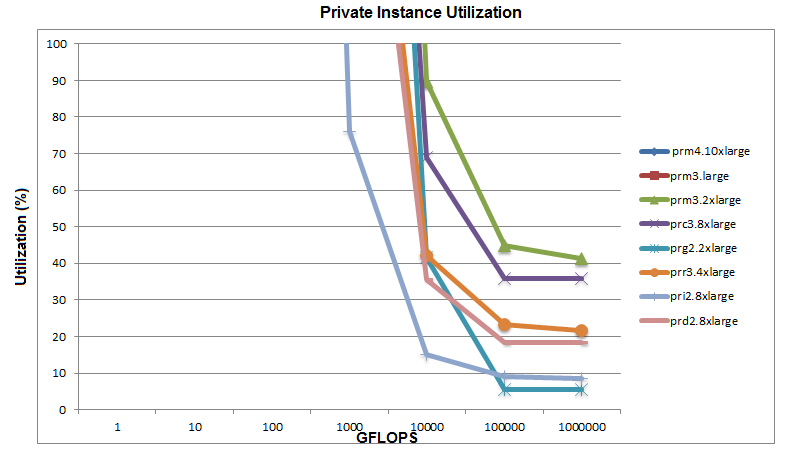 Private Instance Utilization
100
90
80
70
60
50
40
30
20
10
0
Utilization (%)
1 10 100 1000 10000 100000 1000000
GFLOPS
prm4.10xlarge
prm3.large
prm3.2xlarge
prc3.8xlarge
prg2.2xlarge
prr3.4xlarge
pri2.8xlarge
prd2.8xlarge